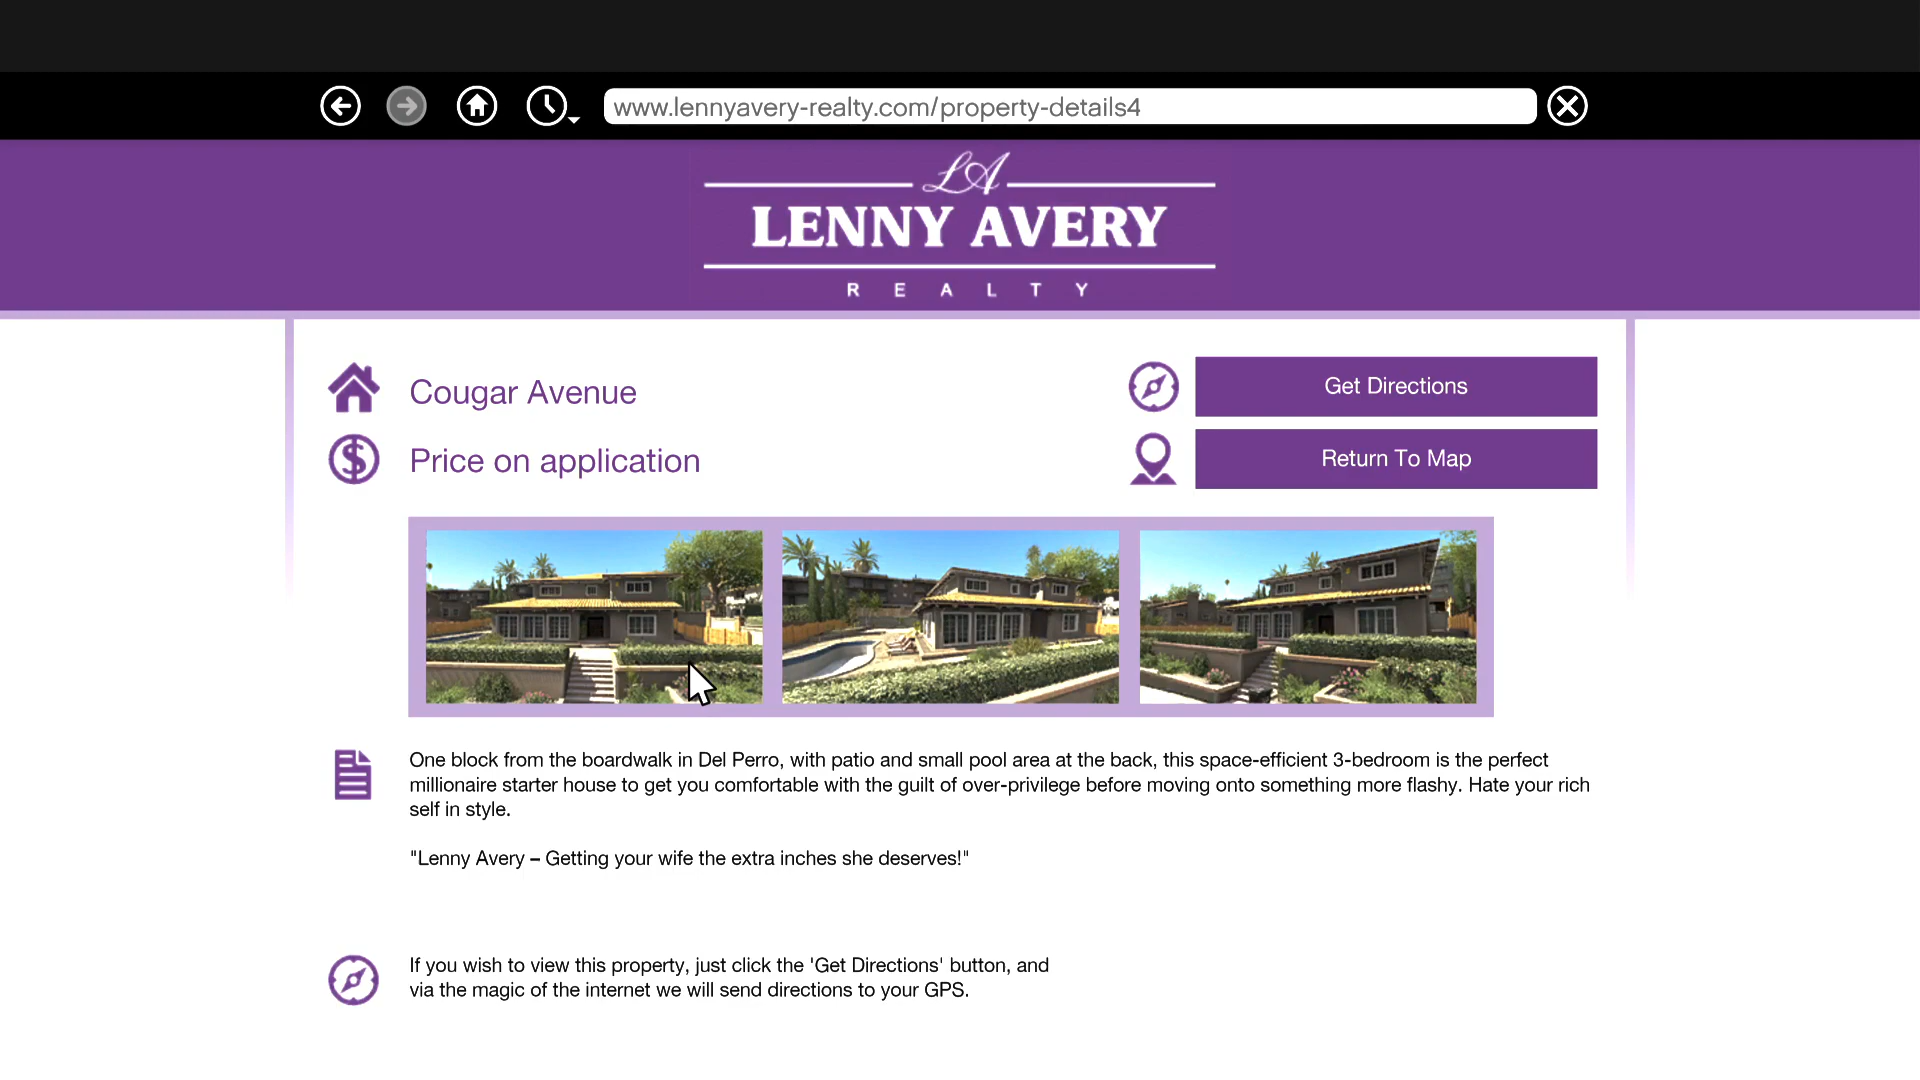 www.lennyavery-realty.com/property-details4
LA
LENNY AVERY
REALTY
Cougar Avenue
Get Directions
Price on application
Return To Map
One block from the boardwalk in Del Perro, with patio and small pool area at the back, this space-efficient 3-bedroom is the perfect
millionaire starter house to get you comfortable with the guilt of over-privilege before moving onto something more flashy. Hate your rich
self in style.
"Lenny Avery – Getting your wife the extra inches she deserves!"
If you wish to view this property, just click the 'Get Directions' button, and
via the magic of the internet we will send directions to your GPS.